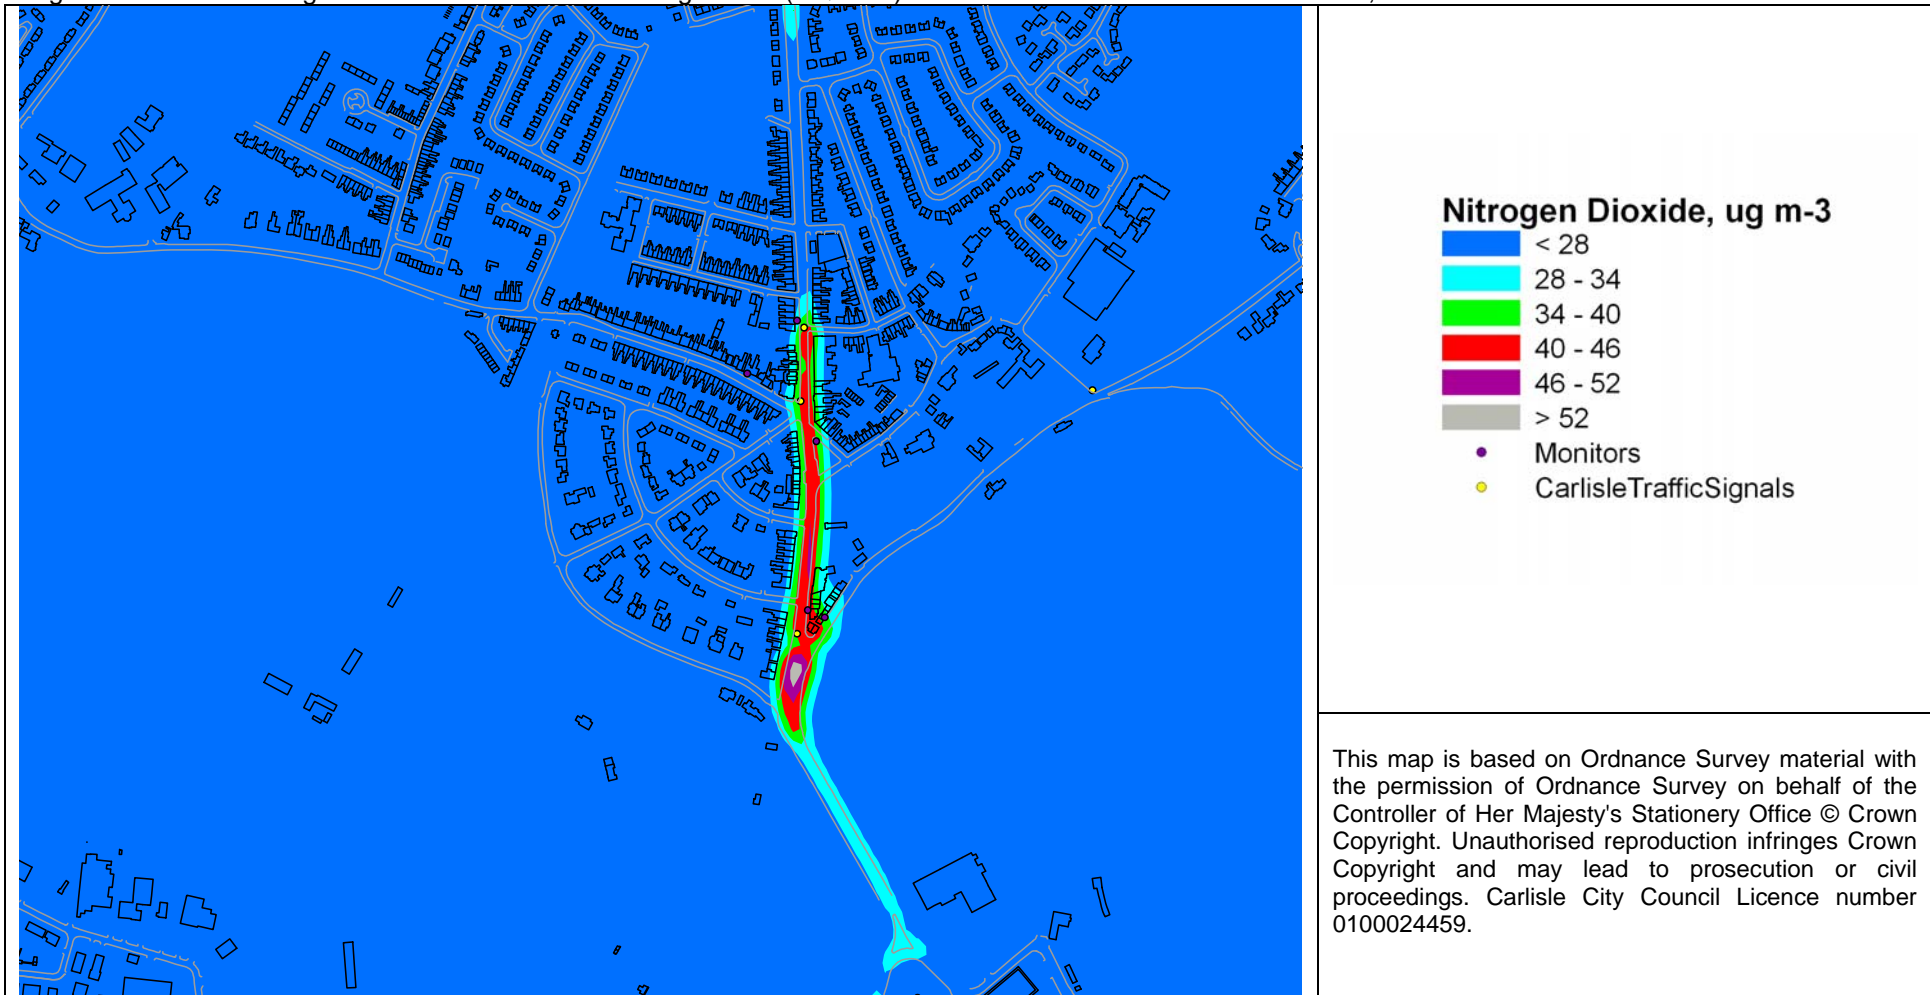 Nitrogen Dioxide, ug m-3
< 28
28 - 34
34 - 40
40 - 46
46 - 52
> 52
Monitors
CarlisleTrafficSignals
This map is based on Ordnance Survey material with
the permission of Ordnance Survey on behalf of the
Controller of Her Majesty's Stationery Office © Crown
Copyright. Unauthorised reproduction infringes Crown
Copyright and may lead to prosecution or civil
proceedings. Carlisle City Council Licence number
0100024459.